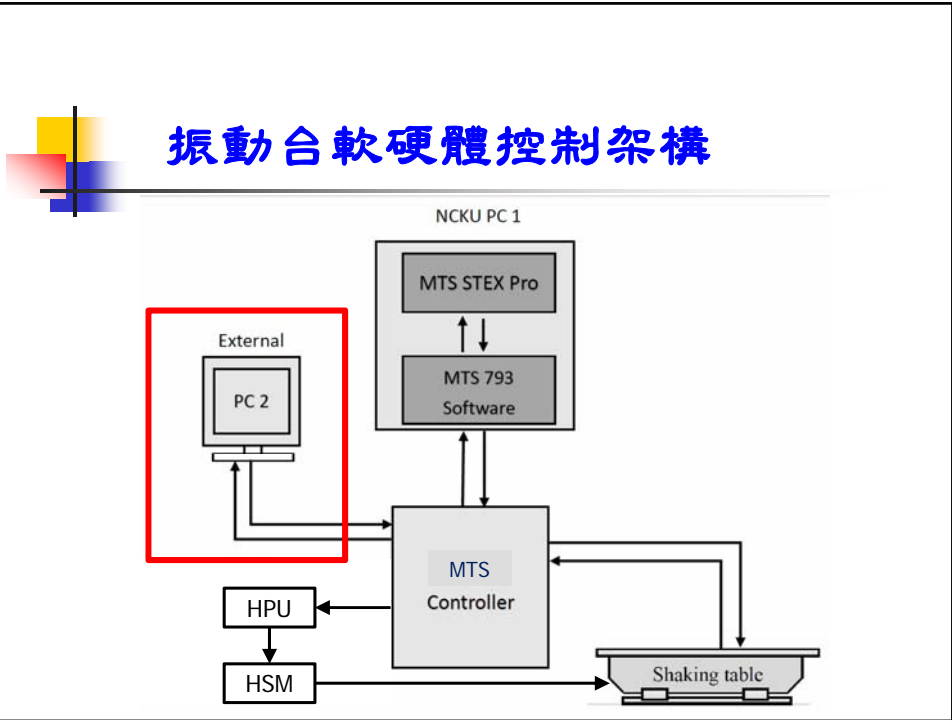 振動台軟硬體控制架構
NCKU PC 1
MTS STEX Pro
MTS 793
Software
External
PC 2
MTS
Controller
HPU
HSM
Shaking table